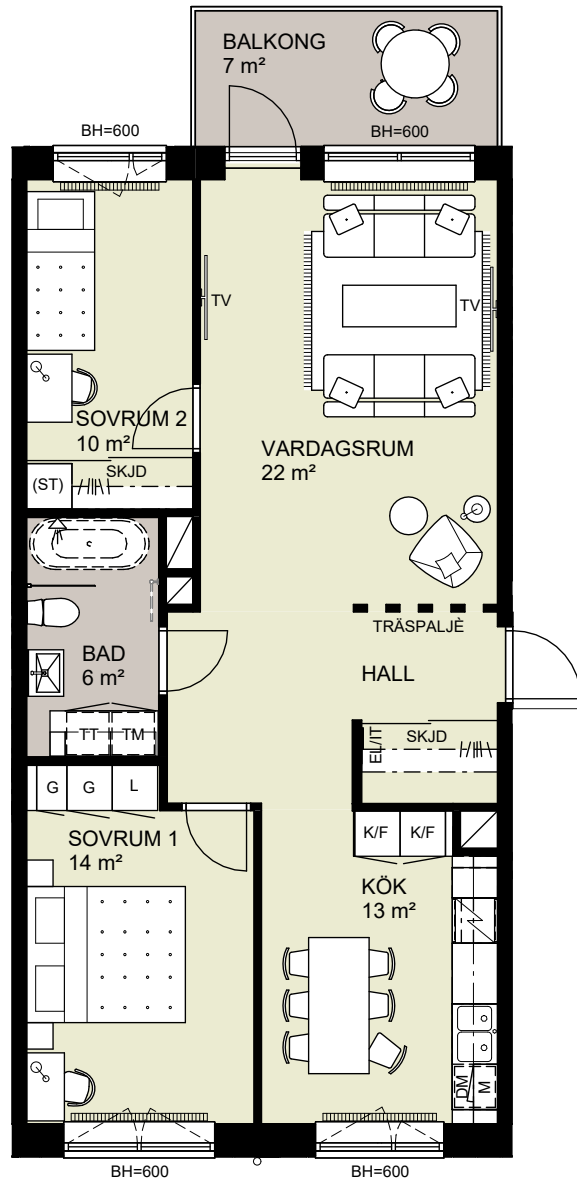 BALKONG
7 m²
BH=600
BH=600
TV
TV
SOVRUM 2
10 m²
VARDAGSRUM
22 m²
(ST)
SKJD
TRÄSPALJÈ
BAD
6 m²
HALL
TT
TM
EL/IT
SKJD
G
G
L
K/F
K/F
SOVRUM 1
14 m²
KÖK
13 m²
DM
M
BH=600
BH=600